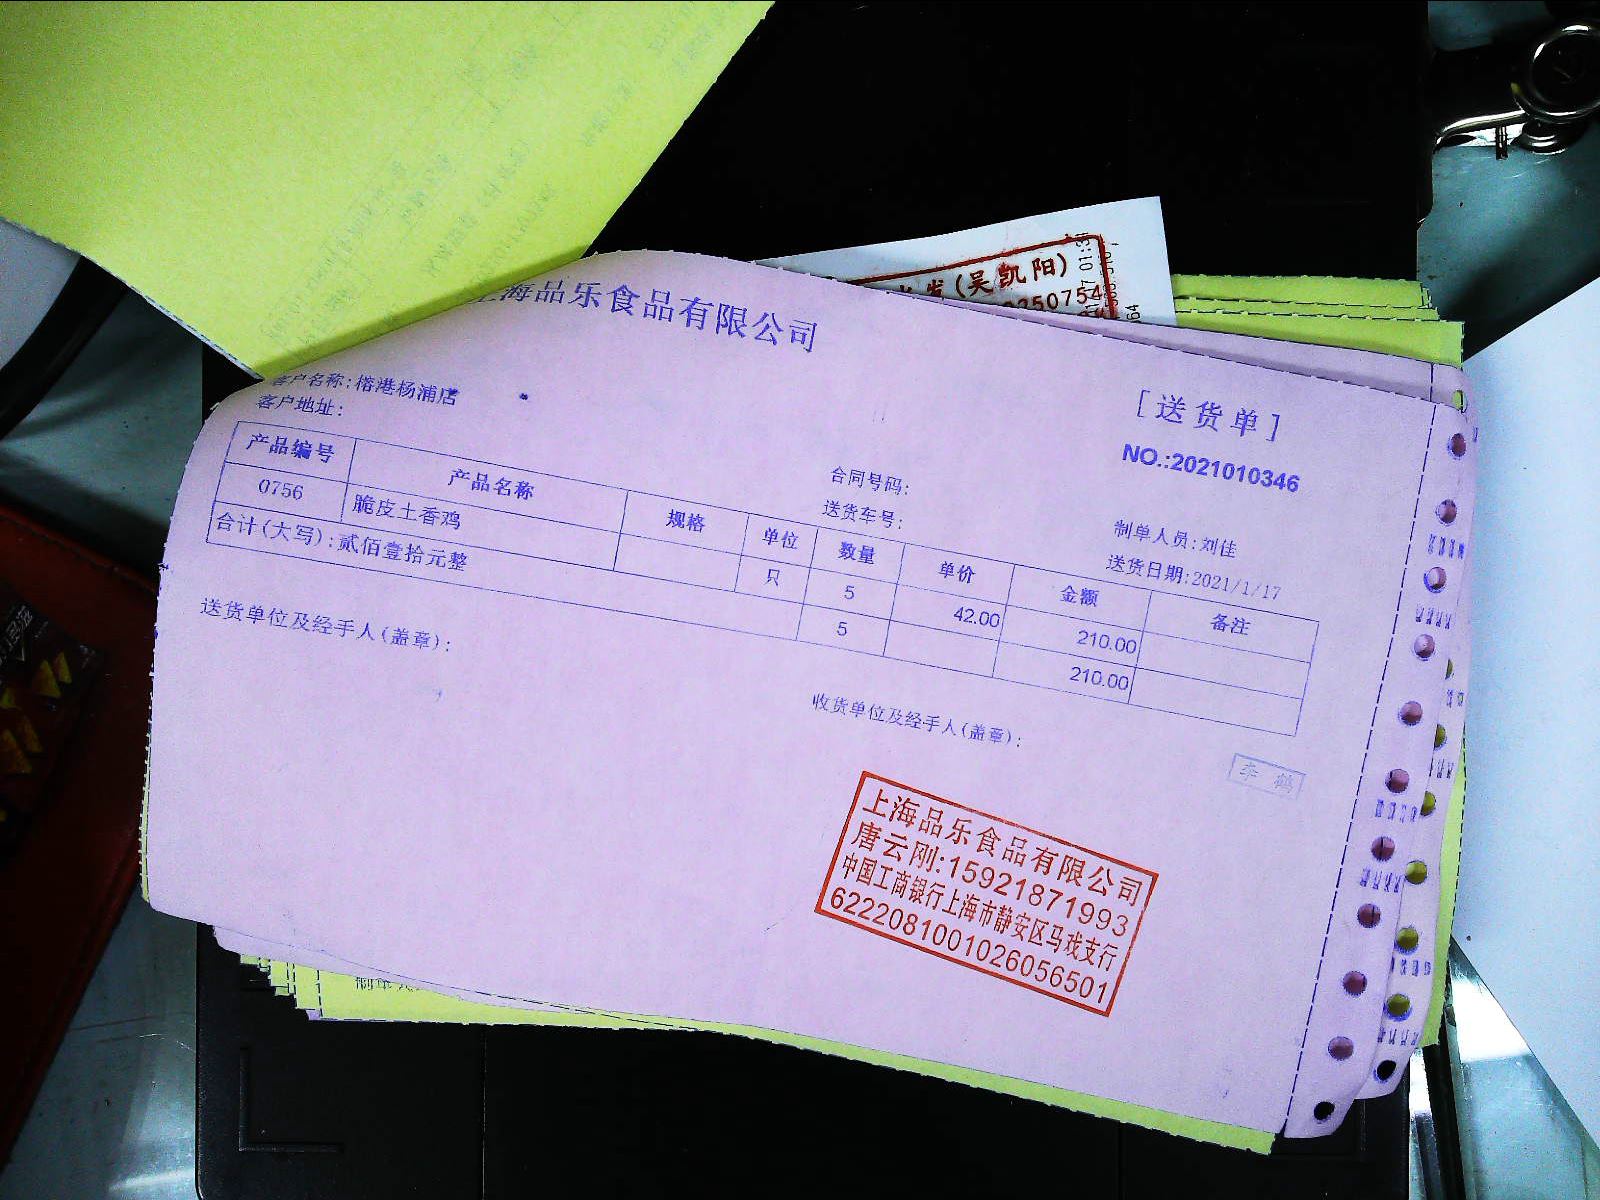 (吴凯阳)
上海品乐食品有限公司
[送货单]
NO.:2021010346
客户名称:榕港杨浦店
客户地址:
合同号码:
送货车号:
制单人员:刘佳
送货日期:2021/1/17
产品编号 产品名称 规格 单位 数量 单价 金额 备注
0756 脆皮土香鸡 只 5 42.00 210.00
合计(大写):贰佰壹拾元整 5 210.00
送货单位及经手人(盖章):
收货单位及经手人(盖章):
李鹤
上海品乐食品有限公司
唐云刚:15921871993
中国工商银行上海市静安区马戏支行
6222081001026056501